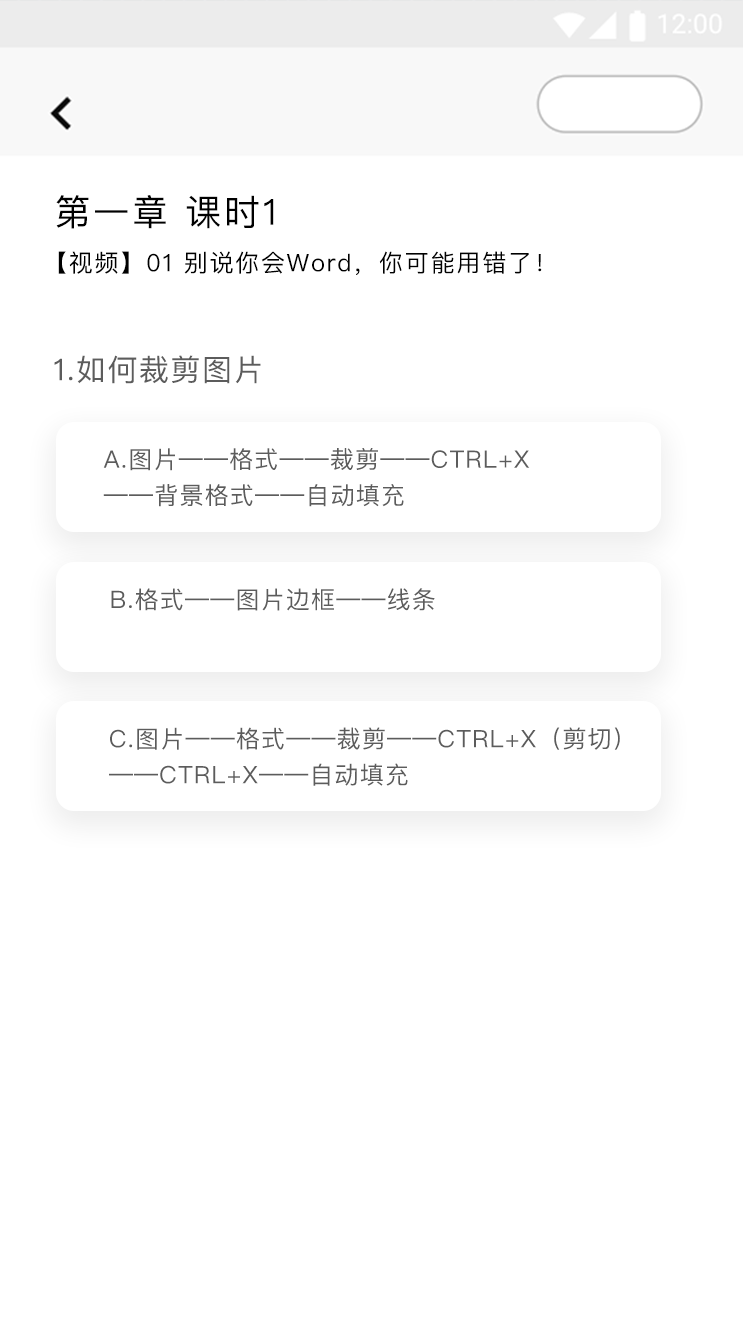 12:00
第一章 课时1
【视频】01 别说你会Word，你可能用错了！
1.如何裁剪图片
A.图片——格式——裁剪——CTRL+X
——背景格式——自动填充
B.格式——图片边框——线条
C.图片——格式——裁剪——CTRL+X（剪切）
——CTRL+X——自动填充